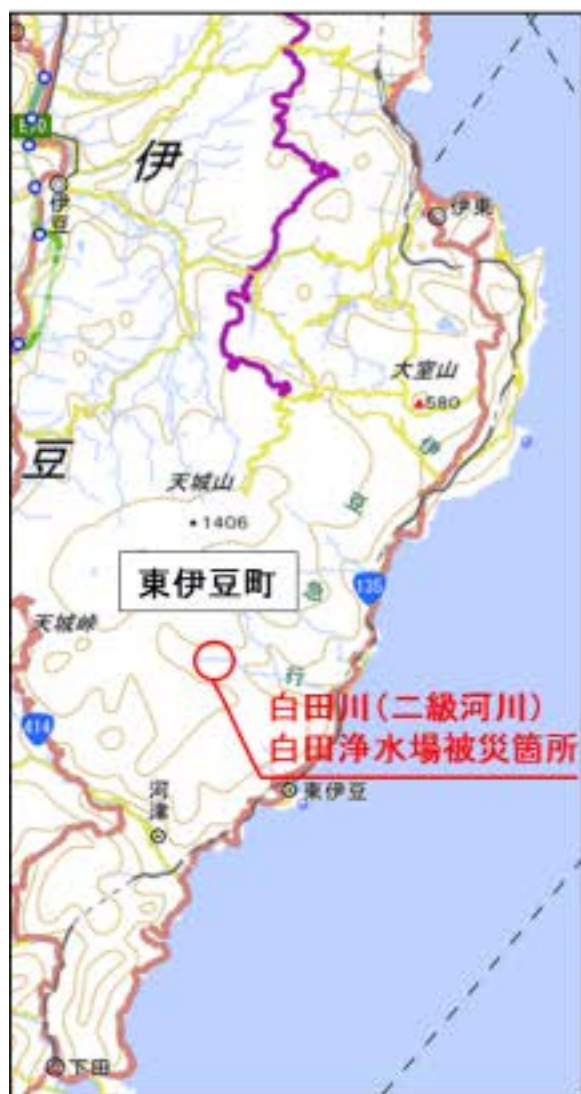 E70
伊
伊豆
伊東
大室山
580
豆
伊
天城山
豆
1406
東伊豆町
急
135
天城峠
行
白田川(二級河川)
414
白田浄水場被災箇所
河津
東伊豆
下田